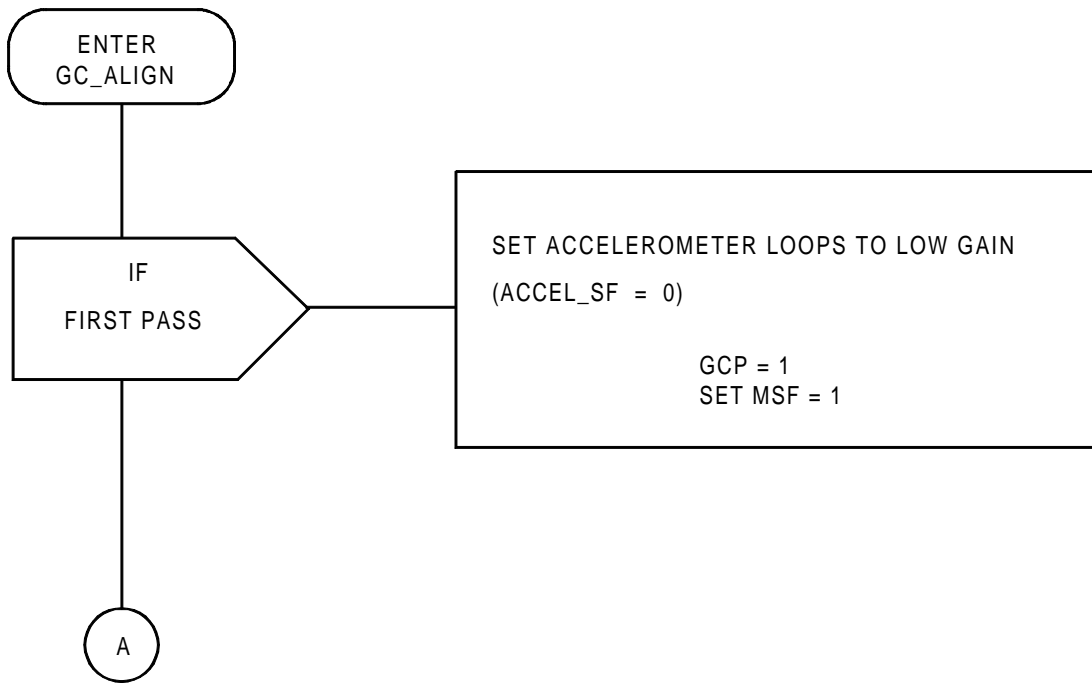 ENTER
GC_ALIGN
IF
FIRST PASS
SET ACCELEROMETER LOOPS TO LOW GAIN
(ACCEL_SF = 0)
GCP = 1
SET MSF = 1
A